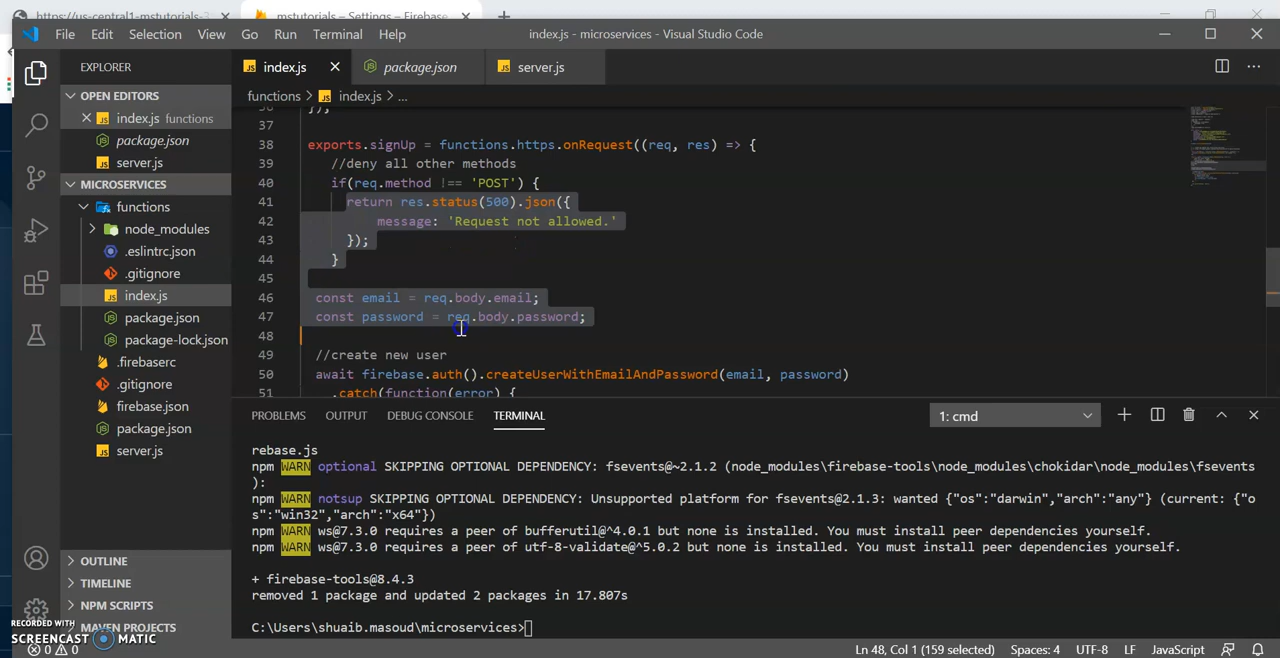 https://us-central1-mstutorials-3
mstutorials – Settings – Firebase
File Edit Selection View Go Run Terminal Help
index.js - microservices - Visual Studio Code
EXPLORER
index.js
package.json
server.js
OPEN EDITORS
functions > index.js > ...
index.js functions
package.json
server.js
MICROSERVICES
functions
node_modules
.eslintrc.json
.gitignore
index.js
package.json
package-lock.json
.firebaserc
.gitignore
firebase.json
package.json
server.js
OUTLINE
TIMELINE
NPM SCRIPTS
MAVEN PROJECTS
36 });
37
38 exports.signUp = functions.https.onRequest((req, res) => {
39 //deny all other methods
40 if(req.method !== 'POST') {
41 return res.status(500).json({
42 message: 'Request not allowed.'
43 });
44 }
45
46 const email = req.body.email;
47 const password = req.body.password;
48
49 //create new user
50 await firebase.auth().createUserWithEmailAndPassword(email, password)
51 .catch(function(error) {
PROBLEMS OUTPUT DEBUG CONSOLE TERMINAL
1: cmd
rebase.js
npm WARN optional SKIPPING OPTIONAL DEPENDENCY: fsevents@~2.1.2 (node_modules\firebase-tools\node_modules\chokidar\node_modules\fsevents
):
npm WARN notsup SKIPPING OPTIONAL DEPENDENCY: Unsupported platform for fsevents@2.1.3: wanted {"os":"darwin","arch":"any"} (current: {"o
s":"win32","arch":"x64"})
npm WARN ws@7.3.0 requires a peer of bufferutil@^4.0.1 but none is installed. You must install peer dependencies yourself.
npm WARN ws@7.3.0 requires a peer of utf-8-validate@^5.0.2 but none is installed. You must install peer dependencies yourself.
+ firebase-tools@8.4.3
removed 1 package and updated 2 packages in 17.807s
C:\Users\shuaib.masoud\microservices>
RECORDED WITH
SCREENCAST MATIC
0 0
Ln 48, Col 1 (159 selected) Spaces: 4 UTF-8 LF JavaScript